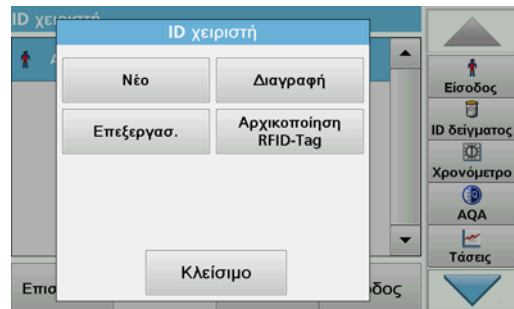 ID χειριστή
Νέο
Διαγραφή
Επεξεργασ.
Αρχικοποίηση
RFID-Tag
Κλείσιμο
Είσοδος
ID δείγματος
Χρονόμετρο
AQA
Τάσεις